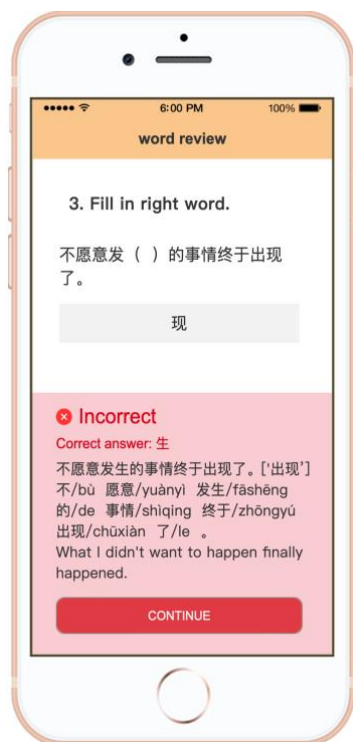 6:00 PM 100%
word review
3. Fill in right word.
不愿意发（ ）的事情终于出现
了。
现
Incorrect
Correct answer: 生
不愿意发生的事情终于出现了。['出现']
不/bù 愿意/yuànyì 发生/fāshēng
的/de 事情/shìqing 终于/zhōngyú
出现/chūxiàn 了/le 。
What I didn't want to happen finally
happened.
CONTINUE